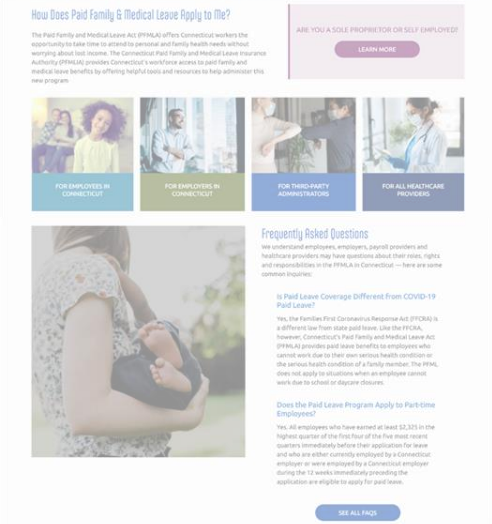 How Does Paid Family & Medical Leave Apply to Me?
The Paid Family and Medical Leave Act (PFMLA) offers Connecticut workers the
opportunity to take time to attend to personal and family health needs without
worrying about lost income. The Connecticut Paid Family and Medical Leave Insurance
Authority (PFMLIA) provides Connecticut's workforce access to paid family and
medical leave benefits by offering helpful tools and resources to help administer this
new program
ARE YOU A SOLE PROPRIETOR OR SELF EMPLOYED?
LEARN MORE
FOR EMPLOYEES IN
CONNECTICUT
FOR EMPLOYERS IN
CONNECTICUT
FOR THIRD-PARTY
ADMINISTRATORS
FOR ALL HEALTHCARE
PROVIDERS
Frequently Asked Questions
We understand employees, employers, payroll providers and
healthcare providers may have questions about their roles, rights
and responsibilities in the PFMLA in Connecticut — here are some
common inquiries:
Is Paid Leave Coverage Different from COVID-19
Paid Leave?
Yes, the Families First Coronavirus Response Act (FFCRA) is
a different law from state paid leave. Like the FFCRA,
however, Connecticut's Paid Family and Medical Leave Act
(PFMLA) provides paid leave benefits to employees who
cannot work due to their own serious health condition or
the serious health condition of a family member. The PFML
does not apply to situations when an employee cannot
work due to school or daycare closures.
Does the Paid Leave Program Apply to Part-time
Employees?
Yes. All employees who have earned at least $2,325 in the
highest quarter of the first four of the five most recent
quarters immediately before their application for leave
and who are either currently employed by a Connecticut
employer or were employed by a Connecticut employer
during the 12 weeks immediately preceding the
application are eligible to apply for paid leave.
SEE ALL FAQS